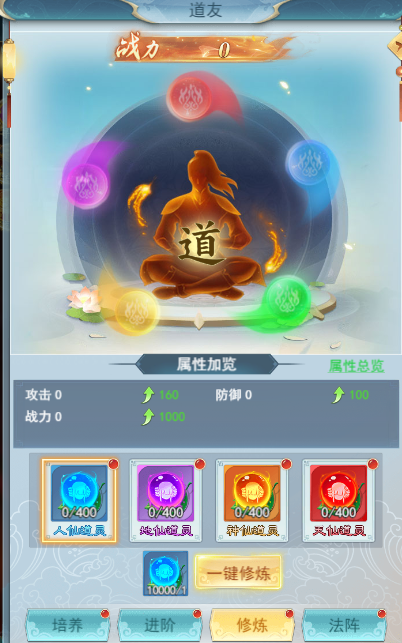 道友
战力 0
道
属性加览
属性总览
攻击 0 160 防御 0 100
战力 0 1000
0/400 0/400 0/400 0/400
人仙道灵 地仙道灵 神仙道灵 天仙道灵
10000/1
一键修炼
培养 进阶 修炼 法阵